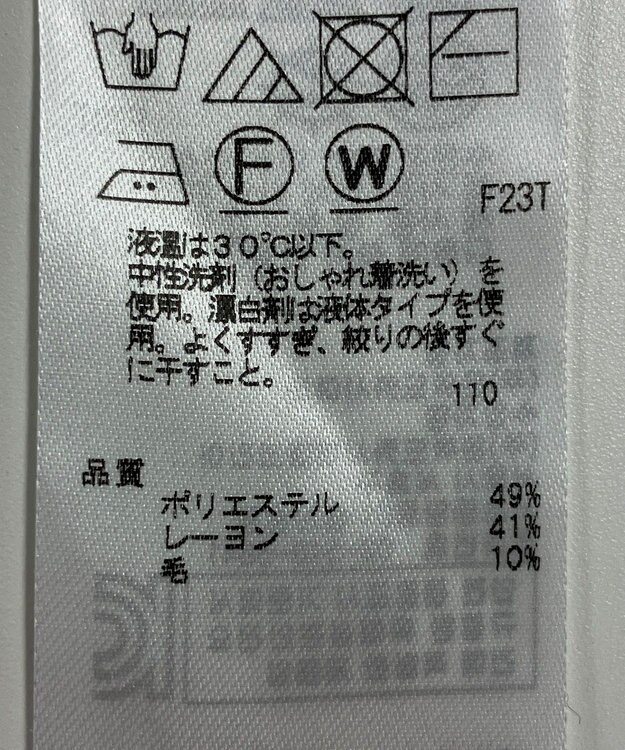 F
W
F23T
液温は30℃以下。
中性洗剤（おしゃれ着洗い）を
使用。漂白剤は液体タイプを使
用。よくすすぎ、絞りの後すぐ
に干すこと。
110
品質
ポリエステル 49%
レーヨン 41%
毛 10%